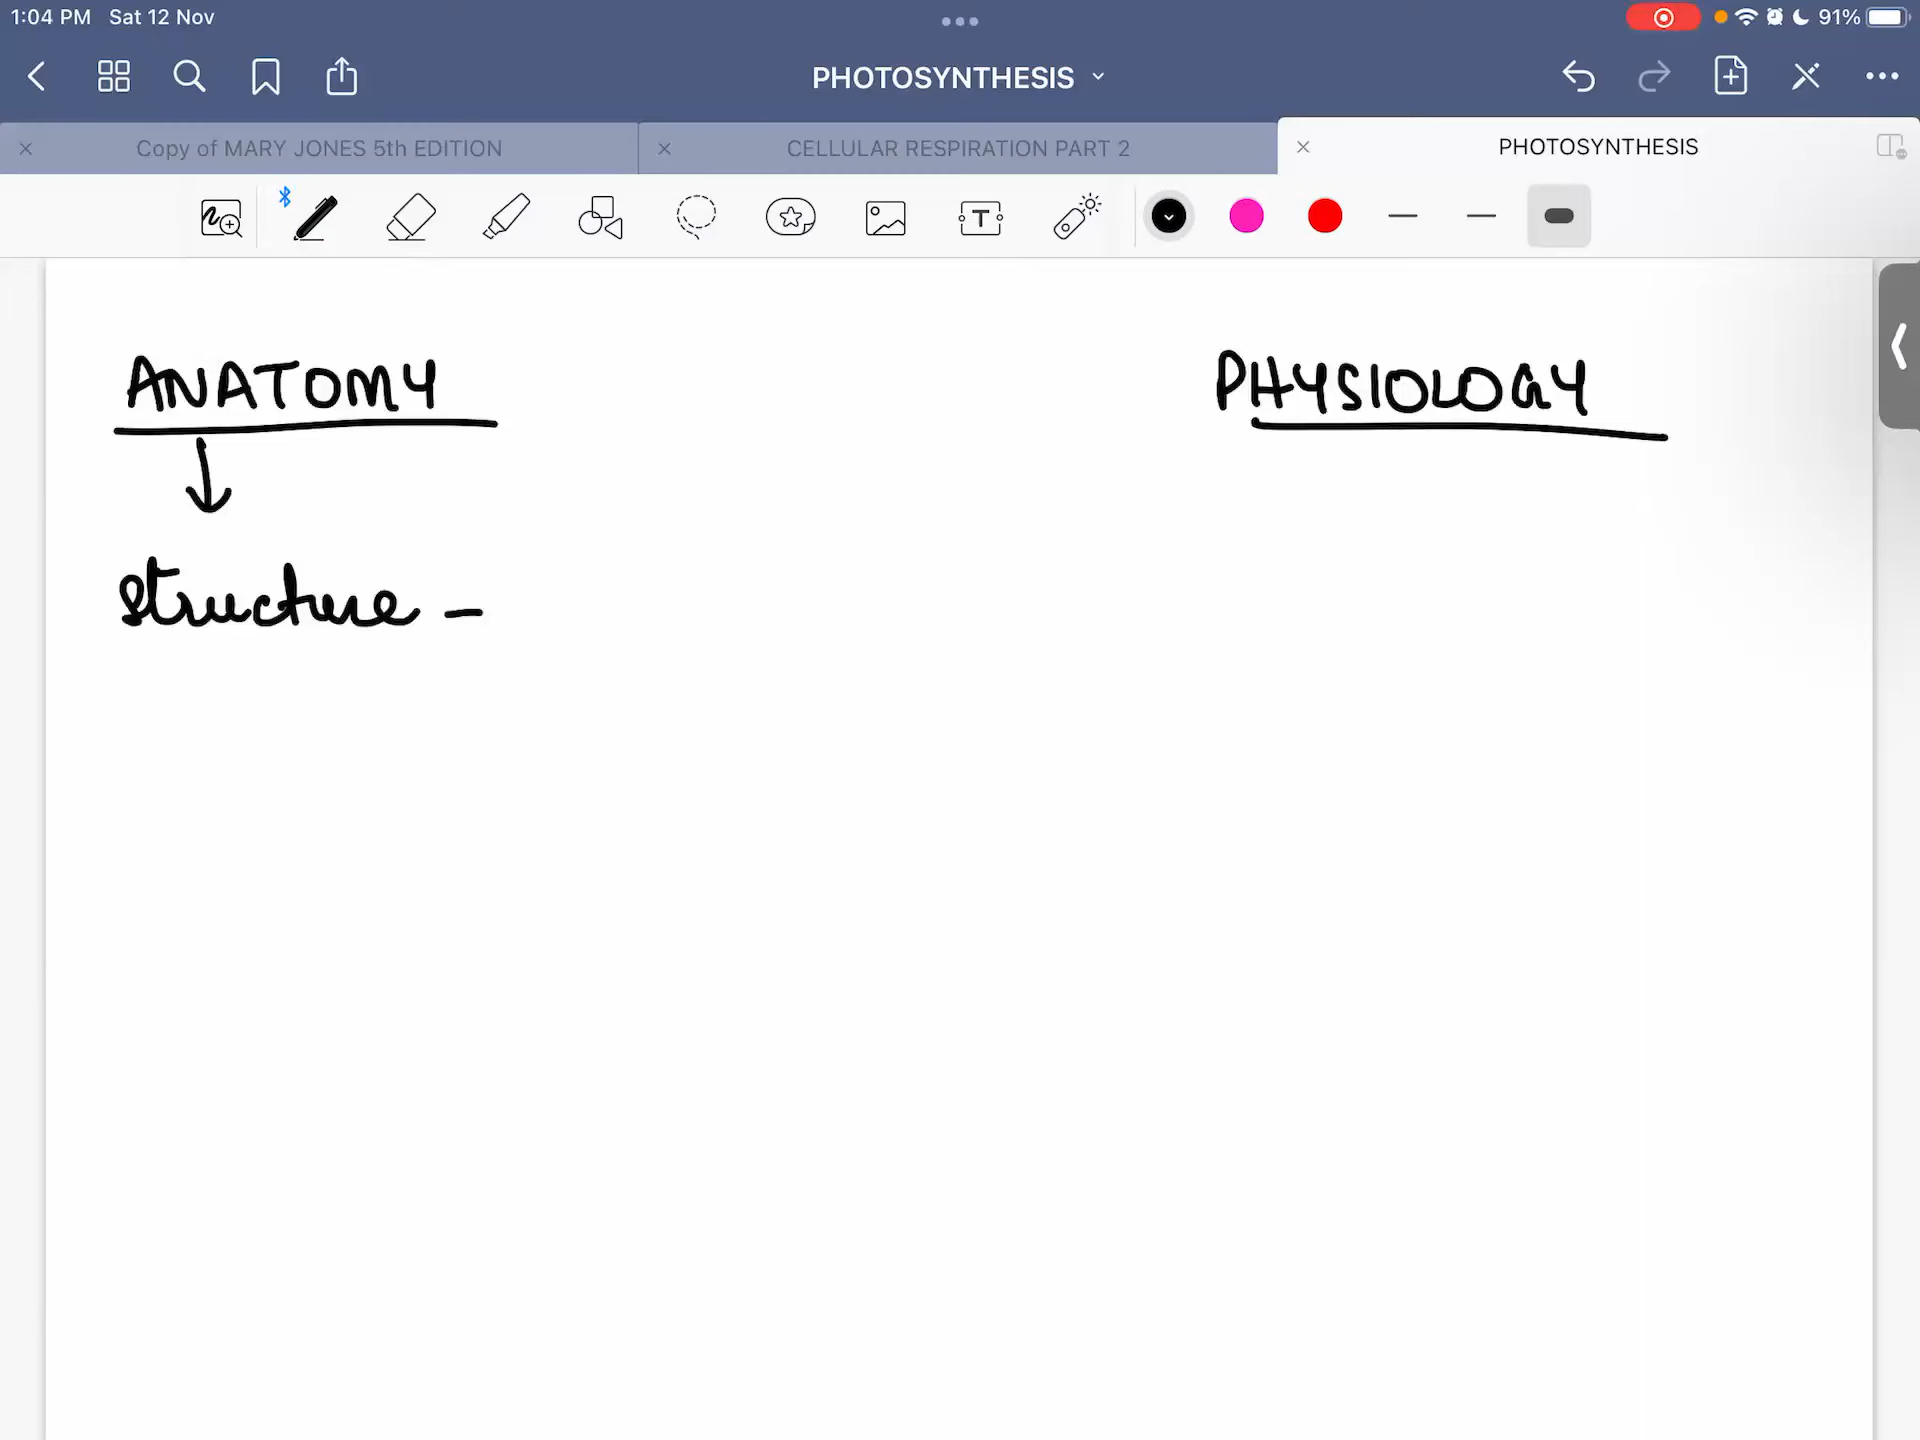 1:04 PM Sat 12 Nov
91%
PHOTOSYNTHESIS
Copy of MARY JONES 5th EDITION
CELLULAR RESPIRATION PART 2
PHOTOSYNTHESIS
T
ANATOMY
PHYSIOLOGY
structure -